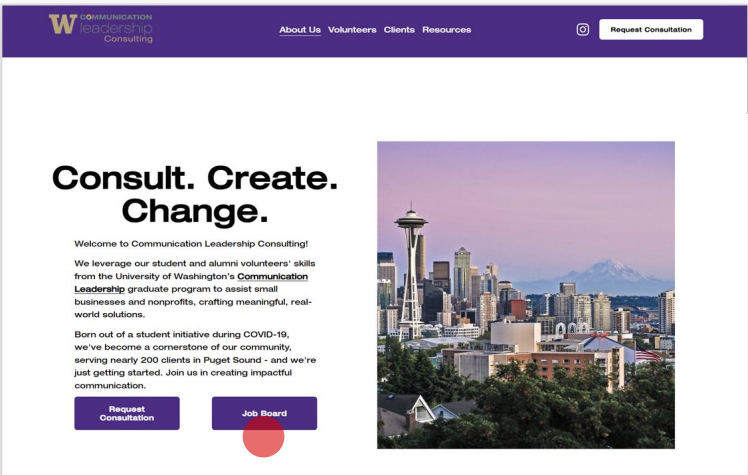 W COMMUNICATION
leadership
Consulting
About Us Volunteers Clients Resources
Request Consultation
Consult. Create.
Change.
Welcome to Communication Leadership Consulting!
We leverage our student and alumni volunteers' skills
from the University of Washington's Communication
Leadership graduate program to assist small
businesses and nonprofits, crafting meaningful, real-
world solutions.
Born out of a student initiative during COVID-19,
we've become a cornerstone of our community,
serving nearly 200 clients in Puget Sound - and we're
just getting started. Join us in creating impactful
communication.
Request
Consultation
Job Board